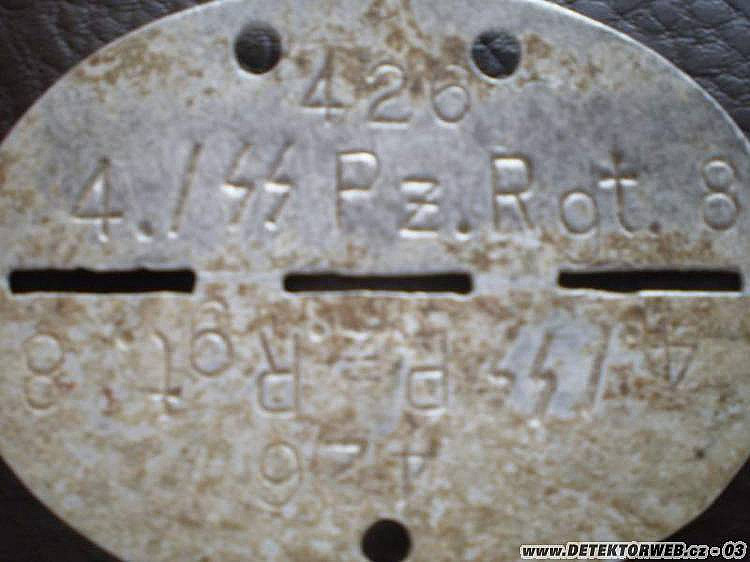 426
4./ᛋᛋ Pz.Rgt. 8
4./ᛋᛋ Pz.Rgt. 8
426
www.DETEKTORWEB.cz - 03